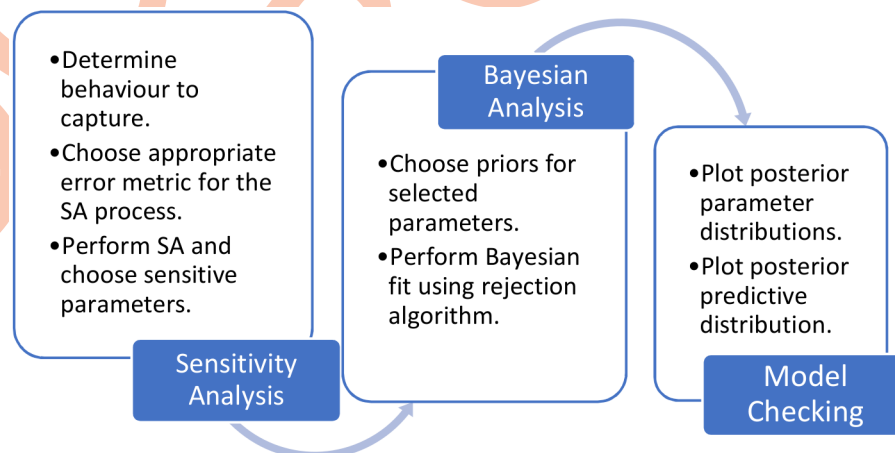 •Determine
behaviour to
capture.
•Choose appropriate
error metric for the
SA process.
•Perform SA and
choose sensitive
parameters.
Sensitivity
Analysis
Bayesian
Analysis
•Choose priors for
selected
parameters.
•Perform Bayesian
fit using rejection
algorithm.
•Plot posterior
parameter
distributions.
•Plot posterior
predictive
distribution.
Model
Checking